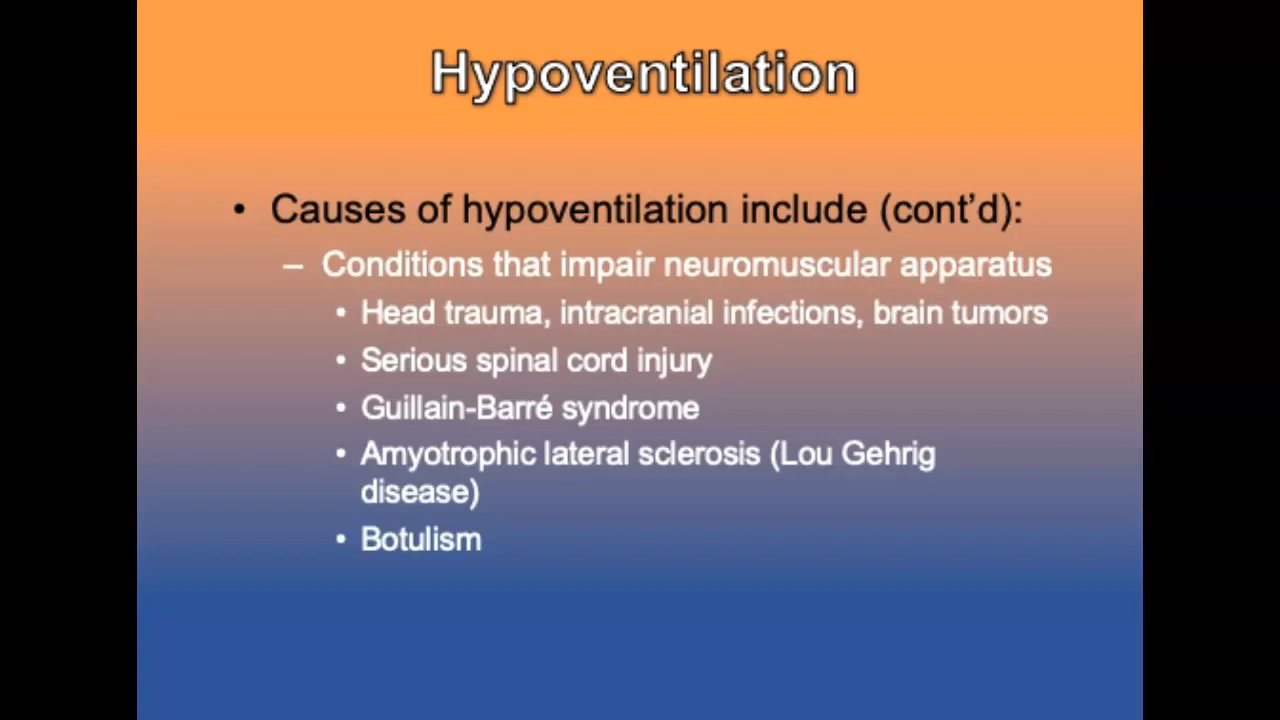 Hypoventilation
• Causes of hypoventilation include (cont’d):
– Conditions that impair neuromuscular apparatus
• Head trauma, intracranial infections, brain tumors
• Serious spinal cord injury
• Guillain-Barré syndrome
• Amyotrophic lateral sclerosis (Lou Gehrig
disease)
• Botulism